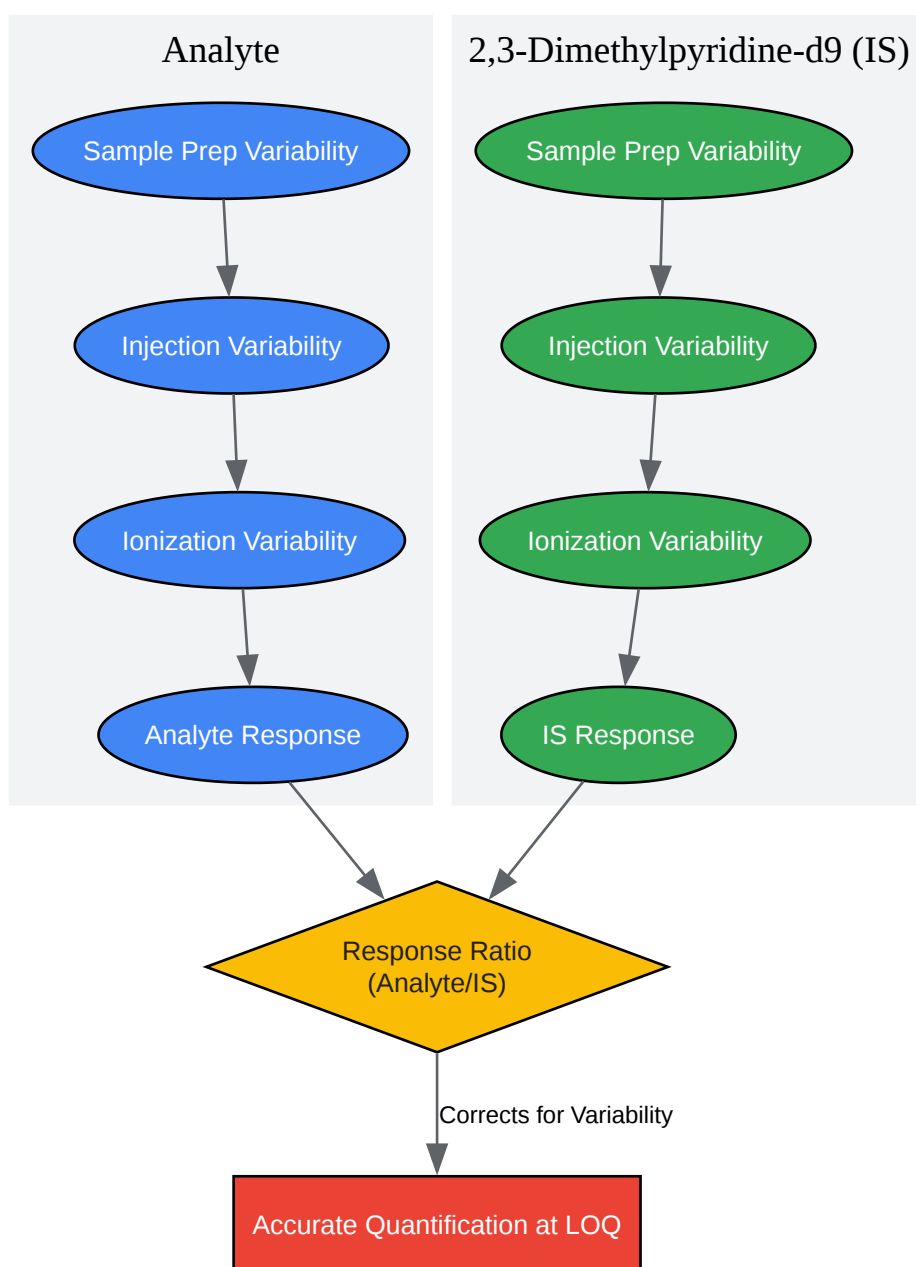 Analyte
2,3-Dimethylpyridine-d9 (IS)
Sample Prep Variability
Sample Prep Variability
Injection Variability
Injection Variability
Ionization Variability
Ionization Variability
Analyte Response
IS Response
Response Ratio
(Analyte/IS)
Corrects for Variability
Accurate Quantification at LOQ